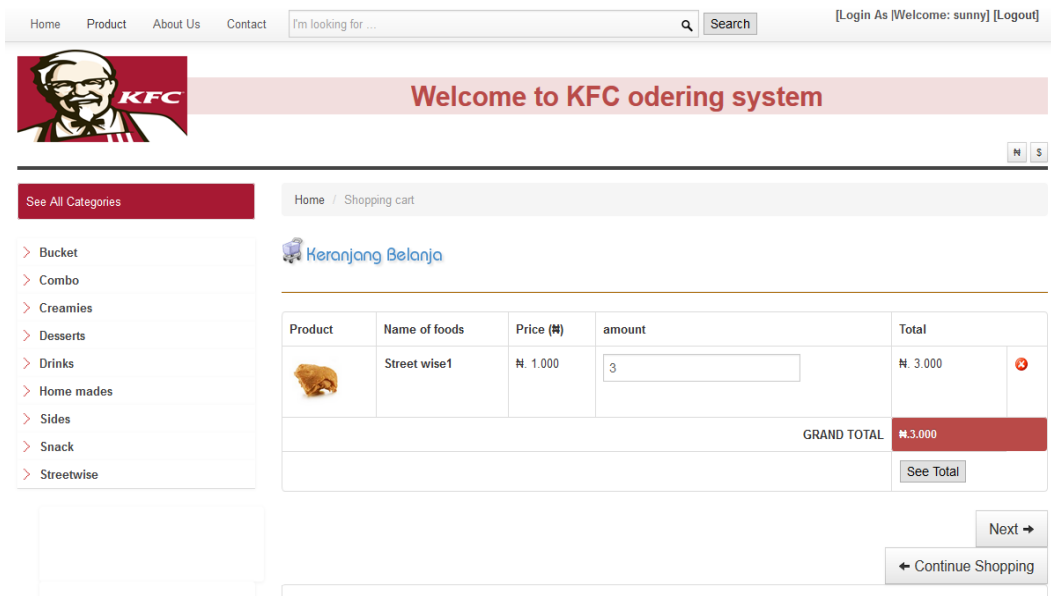 Home Product About Us Contact I'm looking for ... Search [Login As |Welcome: sunny] [Logout]
KFC
Welcome to KFC odering system
₦ $
See All Categories
Home / Shopping cart
Bucket
Combo
Creamies
Desserts
Drinks
Home mades
Sides
Snack
Streetwise
Keranjang Belanja
Product Name of foods Price (₦) amount Total
Street wise1 ₦. 1.000 3 ₦. 3.000
GRAND TOTAL ₦.3.000
See Total
Next
Continue Shopping